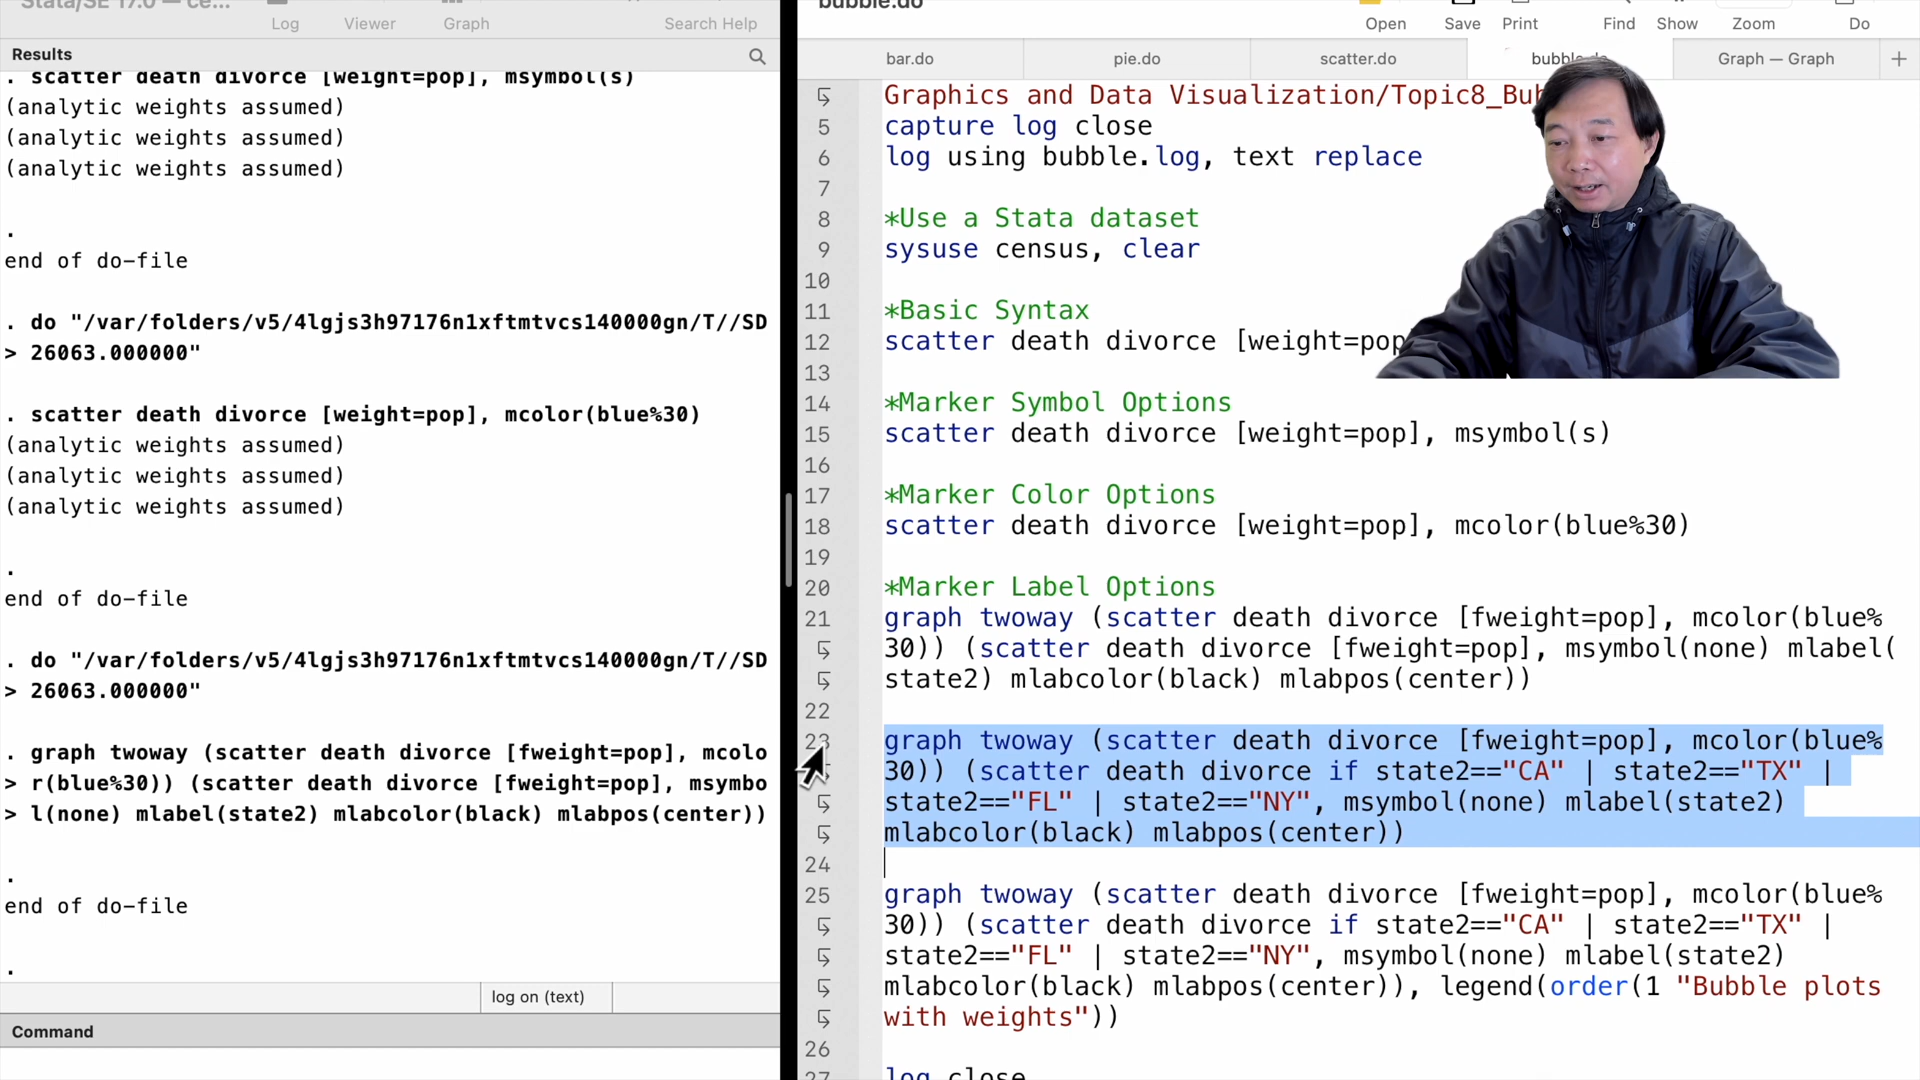 Stata/SE 17.0 — ce...
Log
Viewer
Graph
Search Help
Results
. scatter death divorce [weight=pop], msymbol(s)
(analytic weights assumed)
(analytic weights assumed)
(analytic weights assumed)
.
end of do-file
. do "/var/folders/v5/4lgjs3h97176n1xftmtvcs140000gn/T//SD
> 26063.000000"
. scatter death divorce [weight=pop], mcolor(blue%30)
(analytic weights assumed)
(analytic weights assumed)
(analytic weights assumed)
.
end of do-file
. do "/var/folders/v5/4lgjs3h97176n1xftmtvcs140000gn/T//SD
> 26063.000000"
. graph twoway (scatter death divorce [fweight=pop], mcolo
> r(blue%30)) (scatter death divorce [fweight=pop], msymbo
> l(none) mlabel(state2) mlabcolor(black) mlabpos(center))
.
end of do-file
.
log on (text)
Command
bubble.do
Open
Save
Print
Find
Show
Zoom
Do
bar.do
pie.do
scatter.do
Graph — Graph
+
Graphics and Data Visualization/Topic8_Bu
5 capture log close
6 log using bubble.log, text replace
7
8 *Use a Stata dataset
9 sysuse census, clear
10
11 *Basic Syntax
12 scatter death divorce [weight=pop
13
14 *Marker Symbol Options
15 scatter death divorce [weight=pop], msymbol(s)
16
17 *Marker Color Options
18 scatter death divorce [weight=pop], mcolor(blue%30)
19
20 *Marker Label Options
21 graph twoway (scatter death divorce [fweight=pop], mcolor(blue%
30)) (scatter death divorce [fweight=pop], msymbol(none) mlabel(
state2) mlabcolor(black) mlabpos(center))
22
23 graph twoway (scatter death divorce [fweight=pop], mcolor(blue%
30)) (scatter death divorce if state2=="CA" | state2=="TX" |
state2=="FL" | state2=="NY", msymbol(none) mlabel(state2)
mlabcolor(black) mlabpos(center))
24
25 graph twoway (scatter death divorce [fweight=pop], mcolor(blue%
30)) (scatter death divorce if state2=="CA" | state2=="TX" |
state2=="FL" | state2=="NY", msymbol(none) mlabel(state2)
mlabcolor(black) mlabpos(center)), legend(order(1 "Bubble plots
with weights"))
26
27 log close